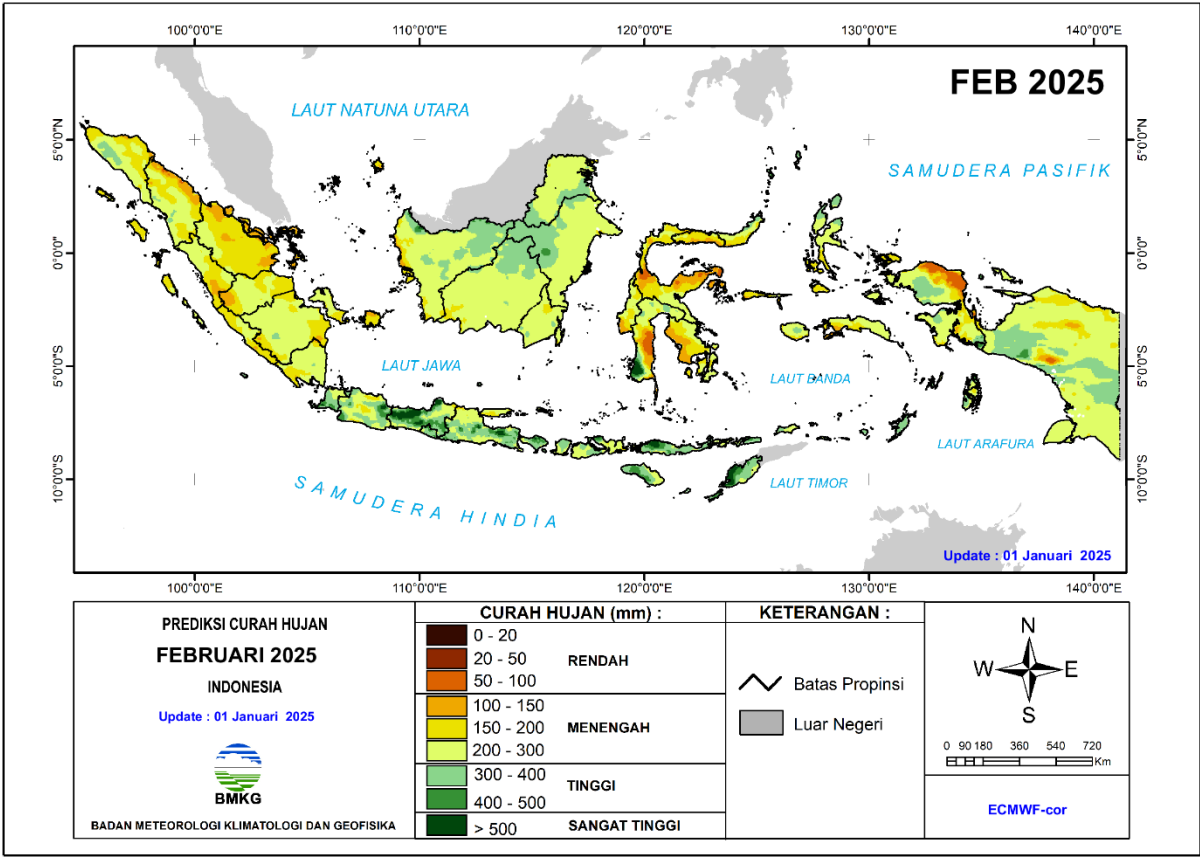 100°0'0"E 110°0'0"E 120°0'0"E 130°0'0"E 140°0'0"E
FEB 2025
LAUT NATUNA UTARA
5°0'0"N 5°0'0"N
SAMUDERA PASIFIK
0°0'0" 0°0'0"
LAUT JAWA
LAUT BANDA
5°0'0"S 5°0'0"S
LAUT ARAFURA
LAUT TIMOR
10°0'0"S 10°0'0"S
SAMUDERA HINDIA
Update : 01 Januari 2025
100°0'0"E 110°0'0"E 120°0'0"E 130°0'0"E 140°0'0"E
PREDIKSI CURAH HUJAN
FEBRUARI 2025
INDONESIA
Update : 01 Januari 2025
BMKG
BADAN METEOROLOGI KLIMATOLOGI DAN GEOFISIKA
CURAH HUJAN (mm) :
0 - 20
20 - 50 RENDAH
50 - 100
100 - 150
150 - 200 MENENGAH
200 - 300
300 - 400 TINGGI
400 - 500
> 500 SANGAT TINGGI
KETERANGAN :
Batas Propinsi
Luar Negeri
N
W E
S
0 90 180 360 540 720
Km
ECMWF-cor